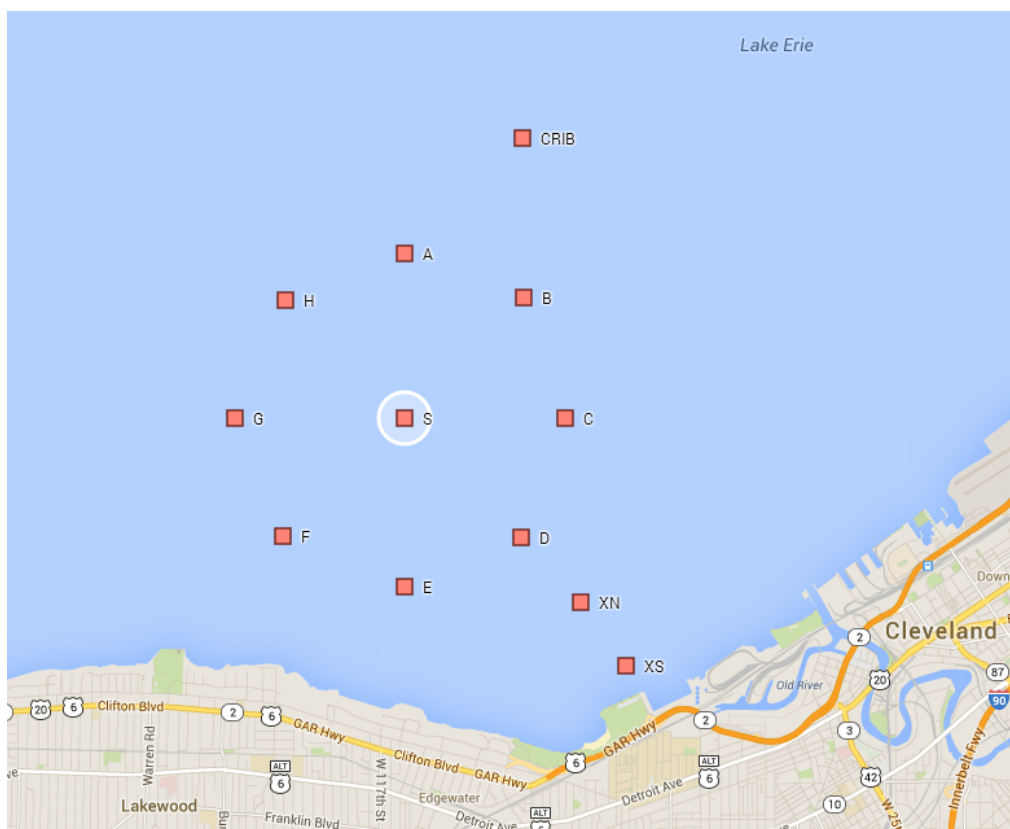 Lake Erie
CRIB
A
H
B
G
S
C
F
D
E
XN
XS
Down
Cleveland
2
Old River
20
87
90
20
6
Clifton Blvd
2
6
GAR Hwy
GAR Hwy
2
3
6
Clifton Blvd
GAR Hwy
ALT
6
Warren Rd
W 117th St
ALT
6
Detroit Ave
42
Innerbelt Fwy
Edgewater
Lakewood
ALT
6
10
W 25
Franklin Blvd
Detroit Ave